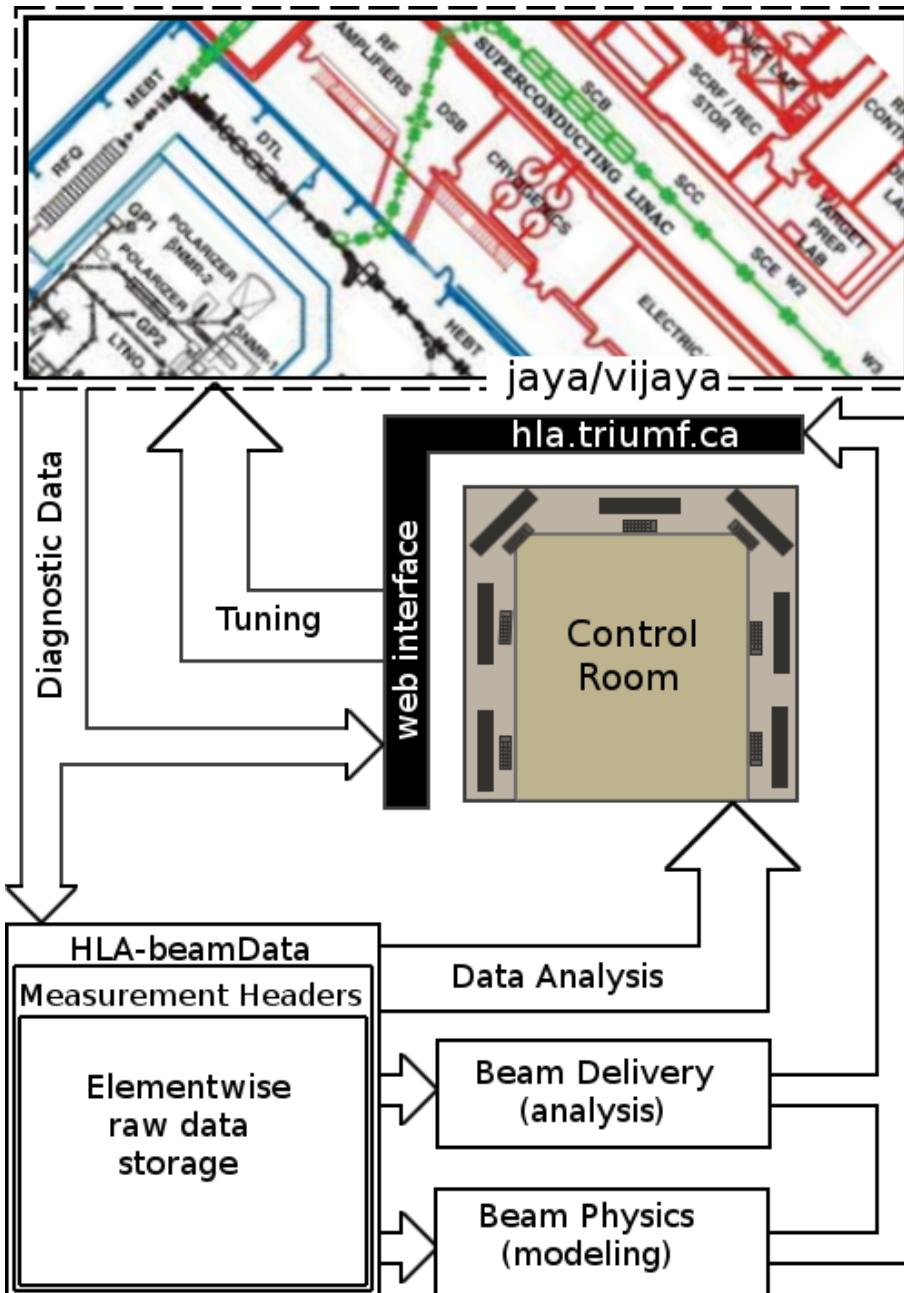 MEBT
RFQ
DTL
RF
AMPLIFIERS
DSB
SUPERCONDUCTING LINAC
SCB
SCC
SCE
W2
W3
SCRF / REC
STOR
WET LAB
TARGET
PREP
LAB
CRYOGENICS
GP1
POLARIZER
βNMR-2
POLARIZER
GP2
LTNO
βNMR-1
HEBT
jaya/vijaya
hla.triumf.ca
web interface
Diagnostic Data
Tuning
Control
Room
HLA-beamData
Measurement Headers
Elementwise
raw data
storage
Data Analysis
Beam Delivery
(analysis)
Beam Physics
(modeling)